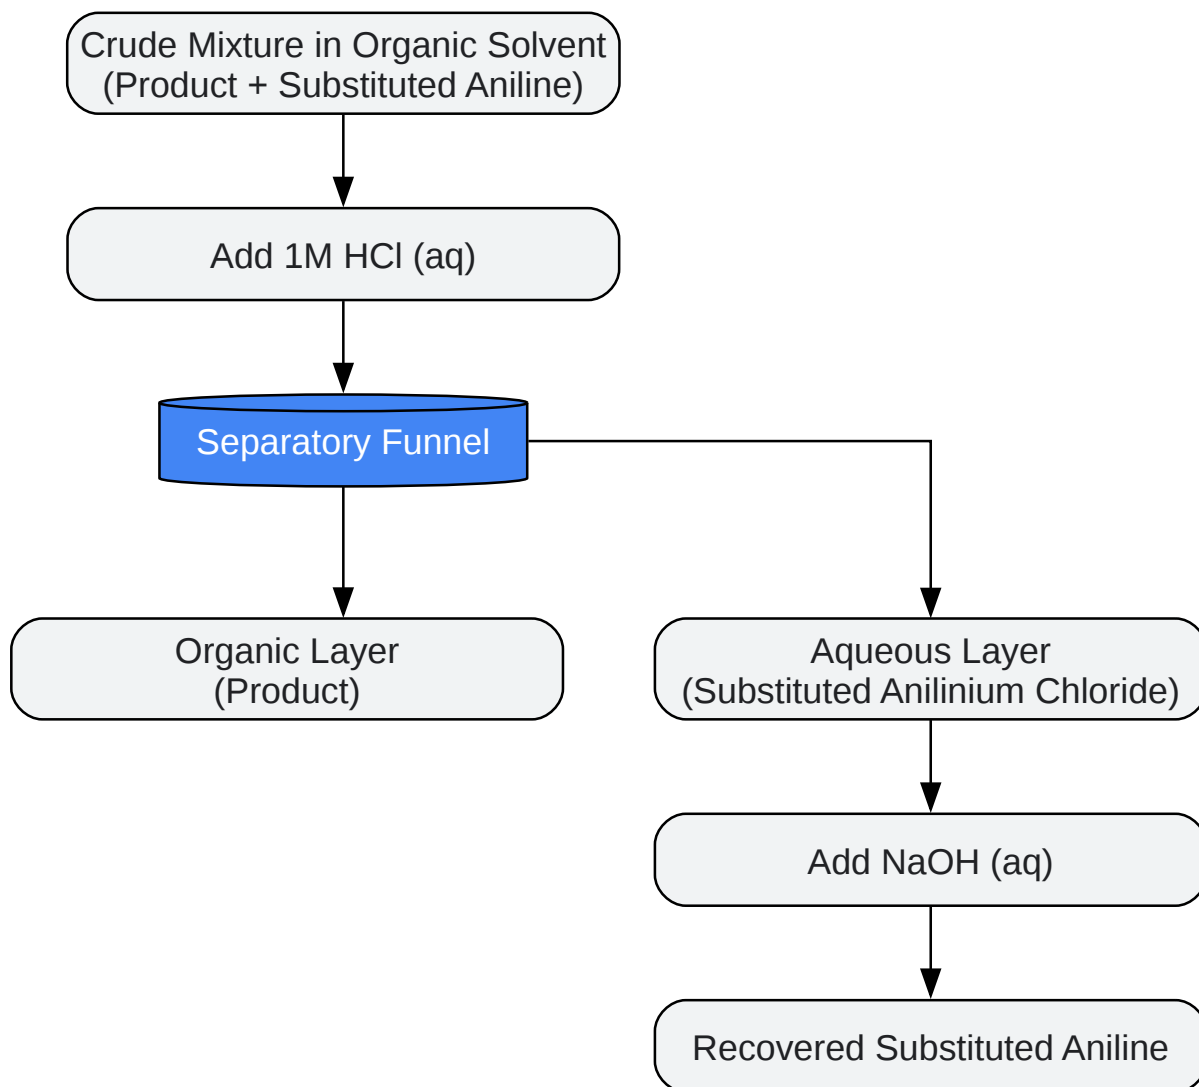 Crude Mixture in Organic Solvent
(Product + Substituted Aniline)
Add 1M HCl (aq)
Separatory Funnel
Organic Layer
(Product)
Aqueous Layer
(Substituted Anilinium Chloride)
Add NaOH (aq)
Recovered Substituted Aniline